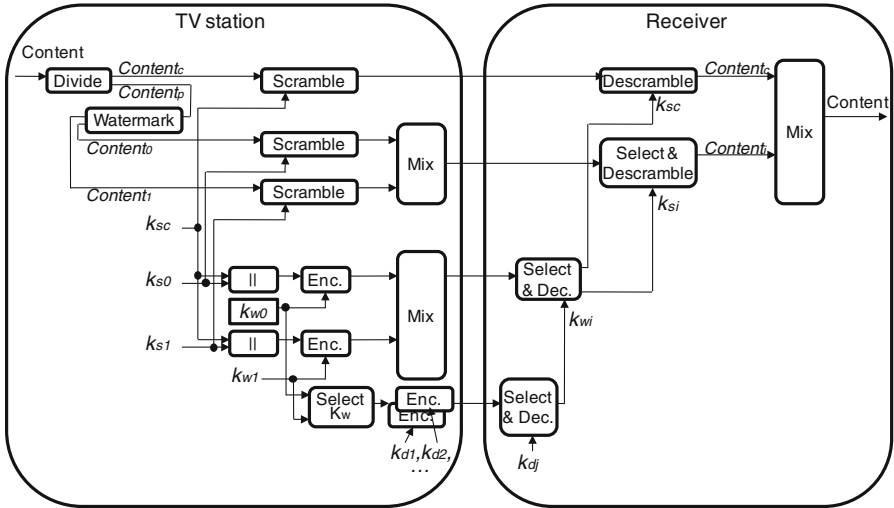 TV station
Receiver
Content
Divide
Content_c
Content_p
Watermark
Content_0
Content_1
Scramble
Scramble
Scramble
Mix
k_sc
k_s0
k_s1
||
||
Enc.
Enc.
k_w0
k_w1
Mix
Select
K_w
Enc.
Enc.
k_d1, k_d2,
...
Descramble
Content_c
k_sc
Select &
Descramble
Content_i
k_si
Mix
Content
Select
& Dec.
k_wi
Select
& Dec.
k_dj